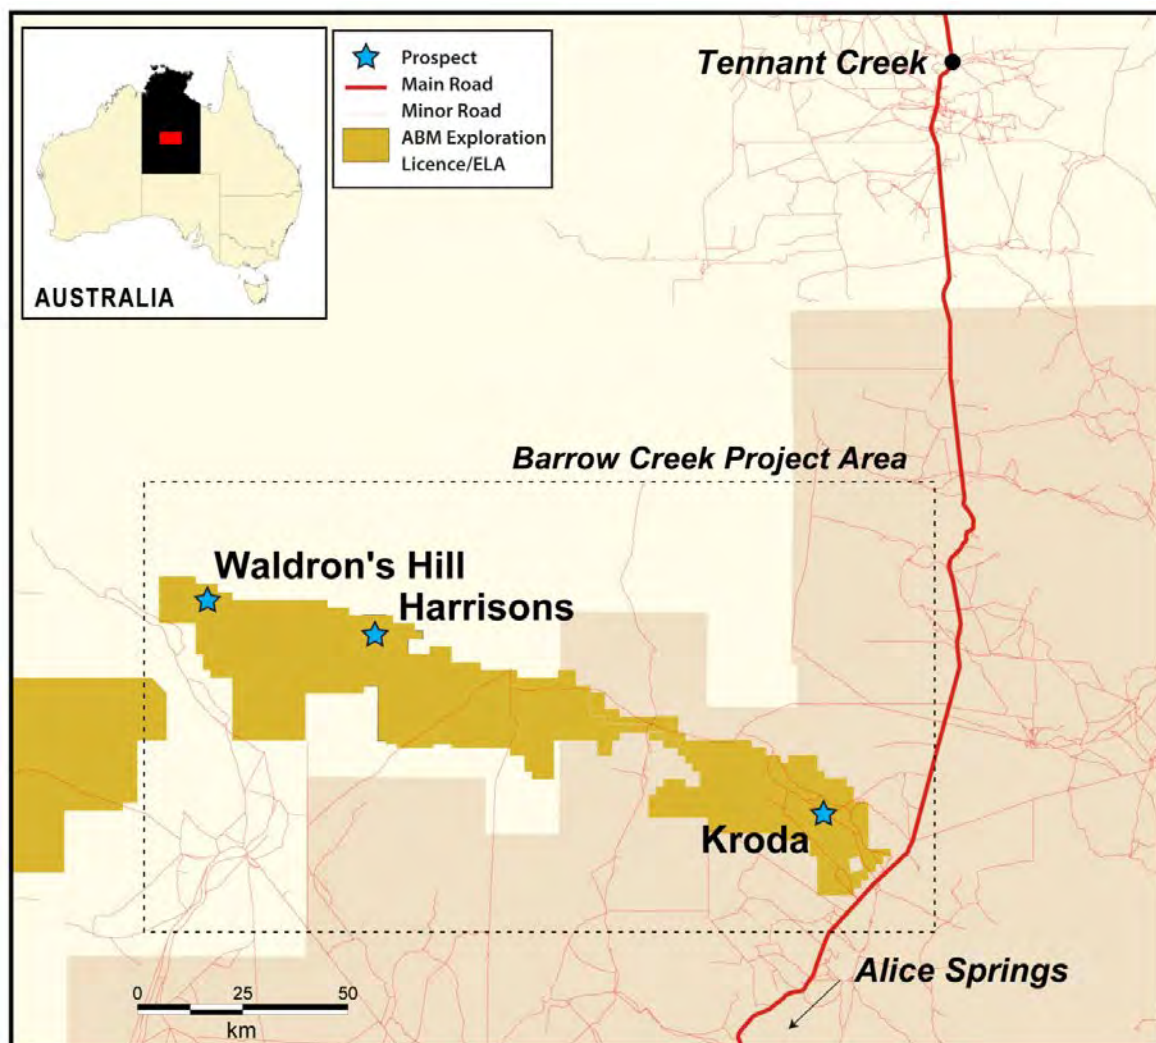 AUSTRALIA
Prospect
Main Road
Minor Road
ABM Exploration
Licence/ELA
Tennant Creek
Barrow Creek Project Area
Waldron's Hill
Harrisons
Kroda
Alice Springs
0 25 50
km